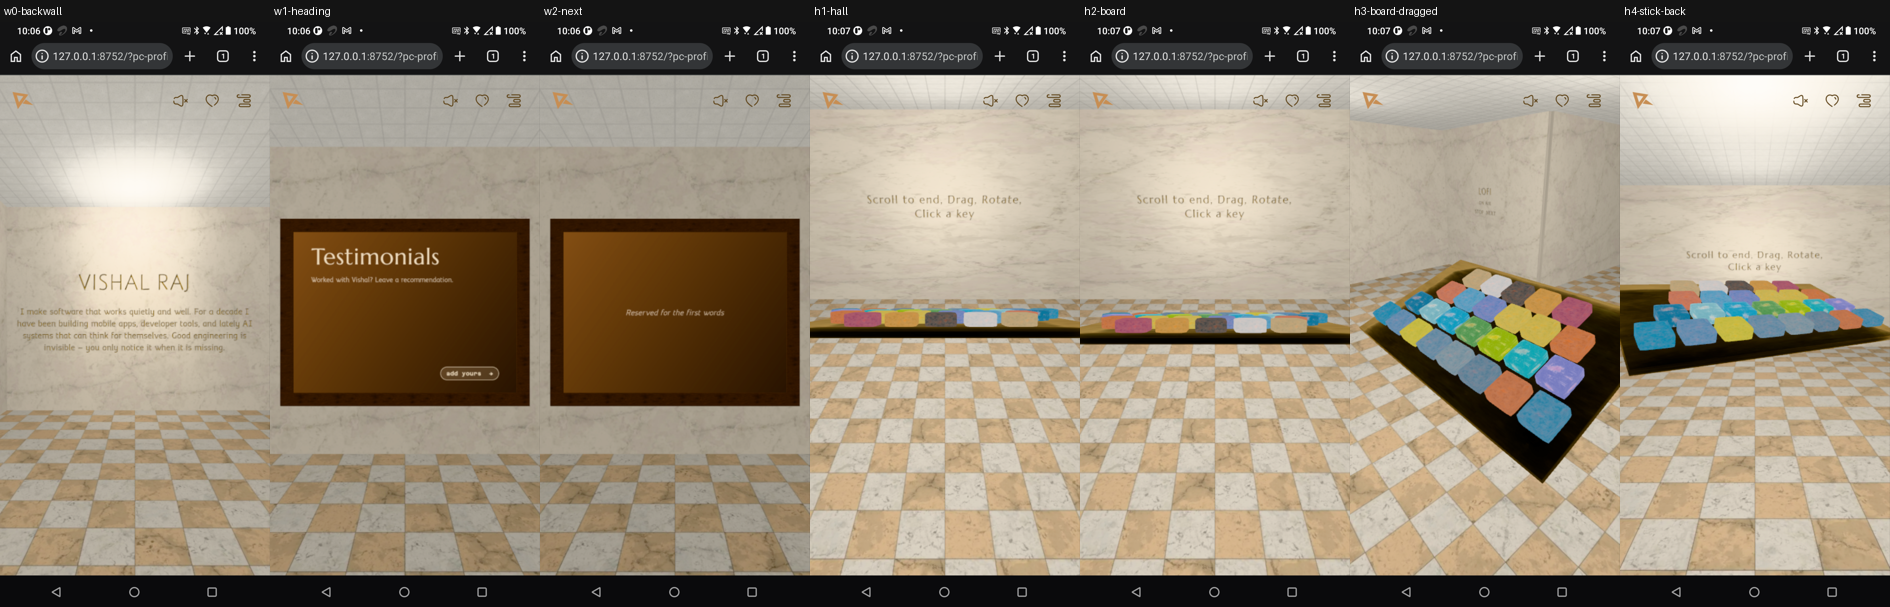 w0-backwall
10:06
100%
127.0.0.1:8752/?pc-prof
1
VISHAL RAJ
I make software that works quietly and well. For a decade I
have been building mobile apps, developer tools, and lately AI
systems that can think for themselves. Good engineering is
invisible – you only notice it when it is missing.
w1-heading
10:06
100%
127.0.0.1:8752/?pc-prof
1
Testimonials
Worked with Vishal? Leave a recommendation.
add yours
w2-next
10:06
100%
127.0.0.1:8752/?pc-prof
1
Reserved for the first words
h1-hall
10:07
100%
127.0.0.1:8752/?pc-prof
1
Scroll to end, Drag, Rotate,
Click a key
h2-board
10:07
100%
127.0.0.1:8752/?pc-prof
1
Scroll to end, Drag, Rotate,
Click a key
h3-board-dragged
10:07
100%
127.0.0.1:8752/?pc-prof
1
h4-stick-back
10:07
100%
127.0.0.1:8752/?pc-prof
1
Scroll to end, Drag, Rotate,
Click a key